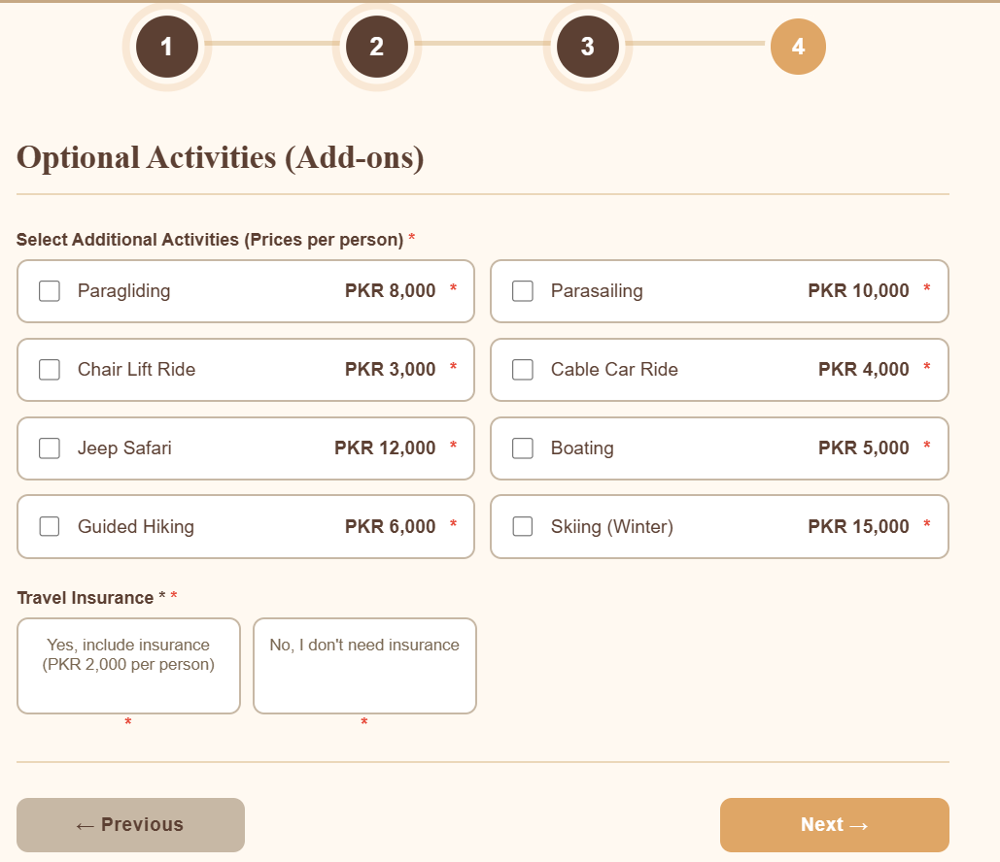 1 2 3 4
Optional Activities (Add-ons)
Select Additional Activities (Prices per person) *
Paragliding PKR 8,000 *
Parasailing PKR 10,000 *
Chair Lift Ride PKR 3,000 *
Cable Car Ride PKR 4,000 *
Jeep Safari PKR 12,000 *
Boating PKR 5,000 *
Guided Hiking PKR 6,000 *
Skiing (Winter) PKR 15,000 *
Travel Insurance * *
Yes, include insurance
(PKR 2,000 per person)
*
No, I don't need insurance
*
← Previous
Next →